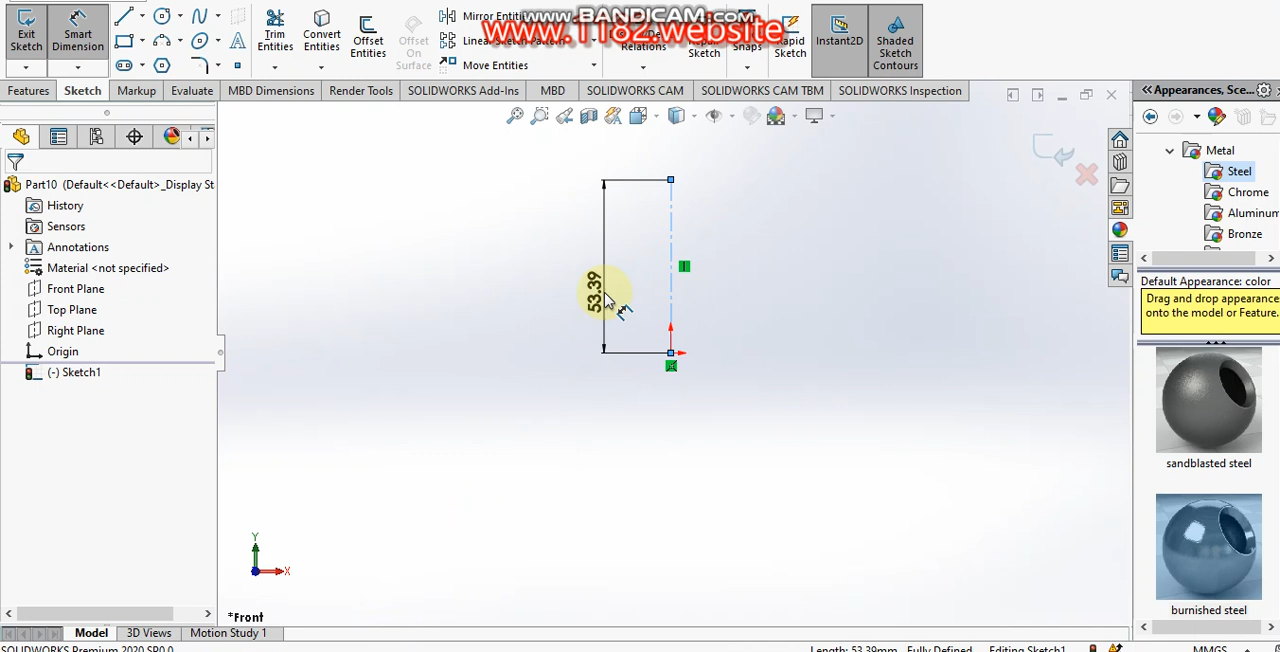 www.BANDICAM.com
www.1182.website
Exit Sketch
Smart Dimension
Trim Entities
Convert Entities
Offset Entities
Offset On Surface
Mirror Entiti
Linear Sketch Pattern
Move Entities
Relations
Sketch
Snaps
Rapid Sketch
Instant2D
Shaded Sketch Contours
Features
Sketch
Markup
Evaluate
MBD Dimensions
Render Tools
SOLIDWORKS Add-Ins
MBD
SOLIDWORKS CAM
SOLIDWORKS CAM TBM
SOLIDWORKS Inspection
Appearances, Sce...
Part10 (Default<<Default>_Display St
History
Sensors
Annotations
Material <not specified>
Front Plane
Top Plane
Right Plane
Origin
(-) Sketch1
53.39
Y
X
*Front
Metal
Steel
Chrome
Aluminum
Bronze
Default Appearance: color
Drag and drop appearance
onto the model or Feature.
sandblasted steel
burnished steel
Model
3D Views
Motion Study 1
SOLIDWORKS Premium 2020 SP0.0
Length: 53.39mm
Fully Defined
Editing Sketch1
MMGS